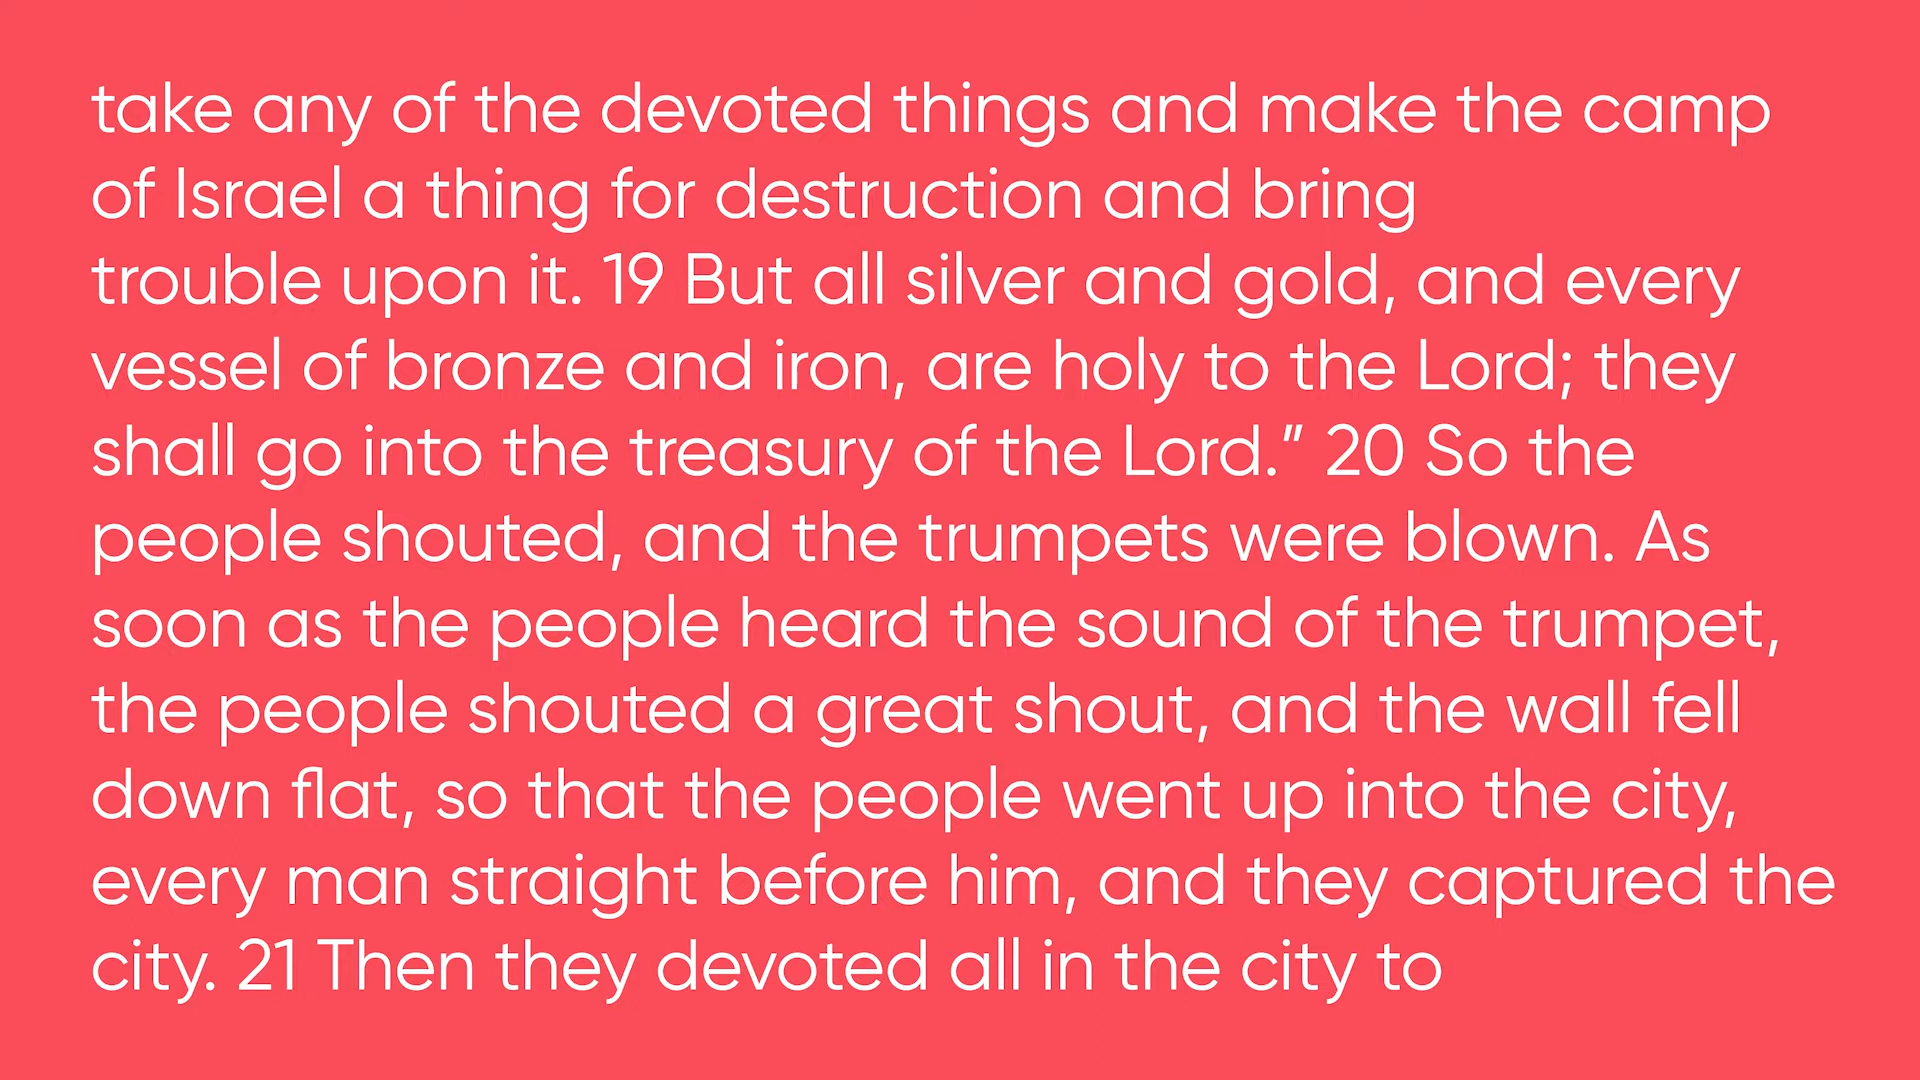 take any of the devoted things and make the camp
of Israel a thing for destruction and bring
trouble upon it. 19 But all silver and gold, and every
vessel of bronze and iron, are holy to the Lord; they
shall go into the treasury of the Lord.” 20 So the
people shouted, and the trumpets were blown. As
soon as the people heard the sound of the trumpet,
the people shouted a great shout, and the wall fell
down flat, so that the people went up into the city,
every man straight before him, and they captured the
city. 21 Then they devoted all in the city to